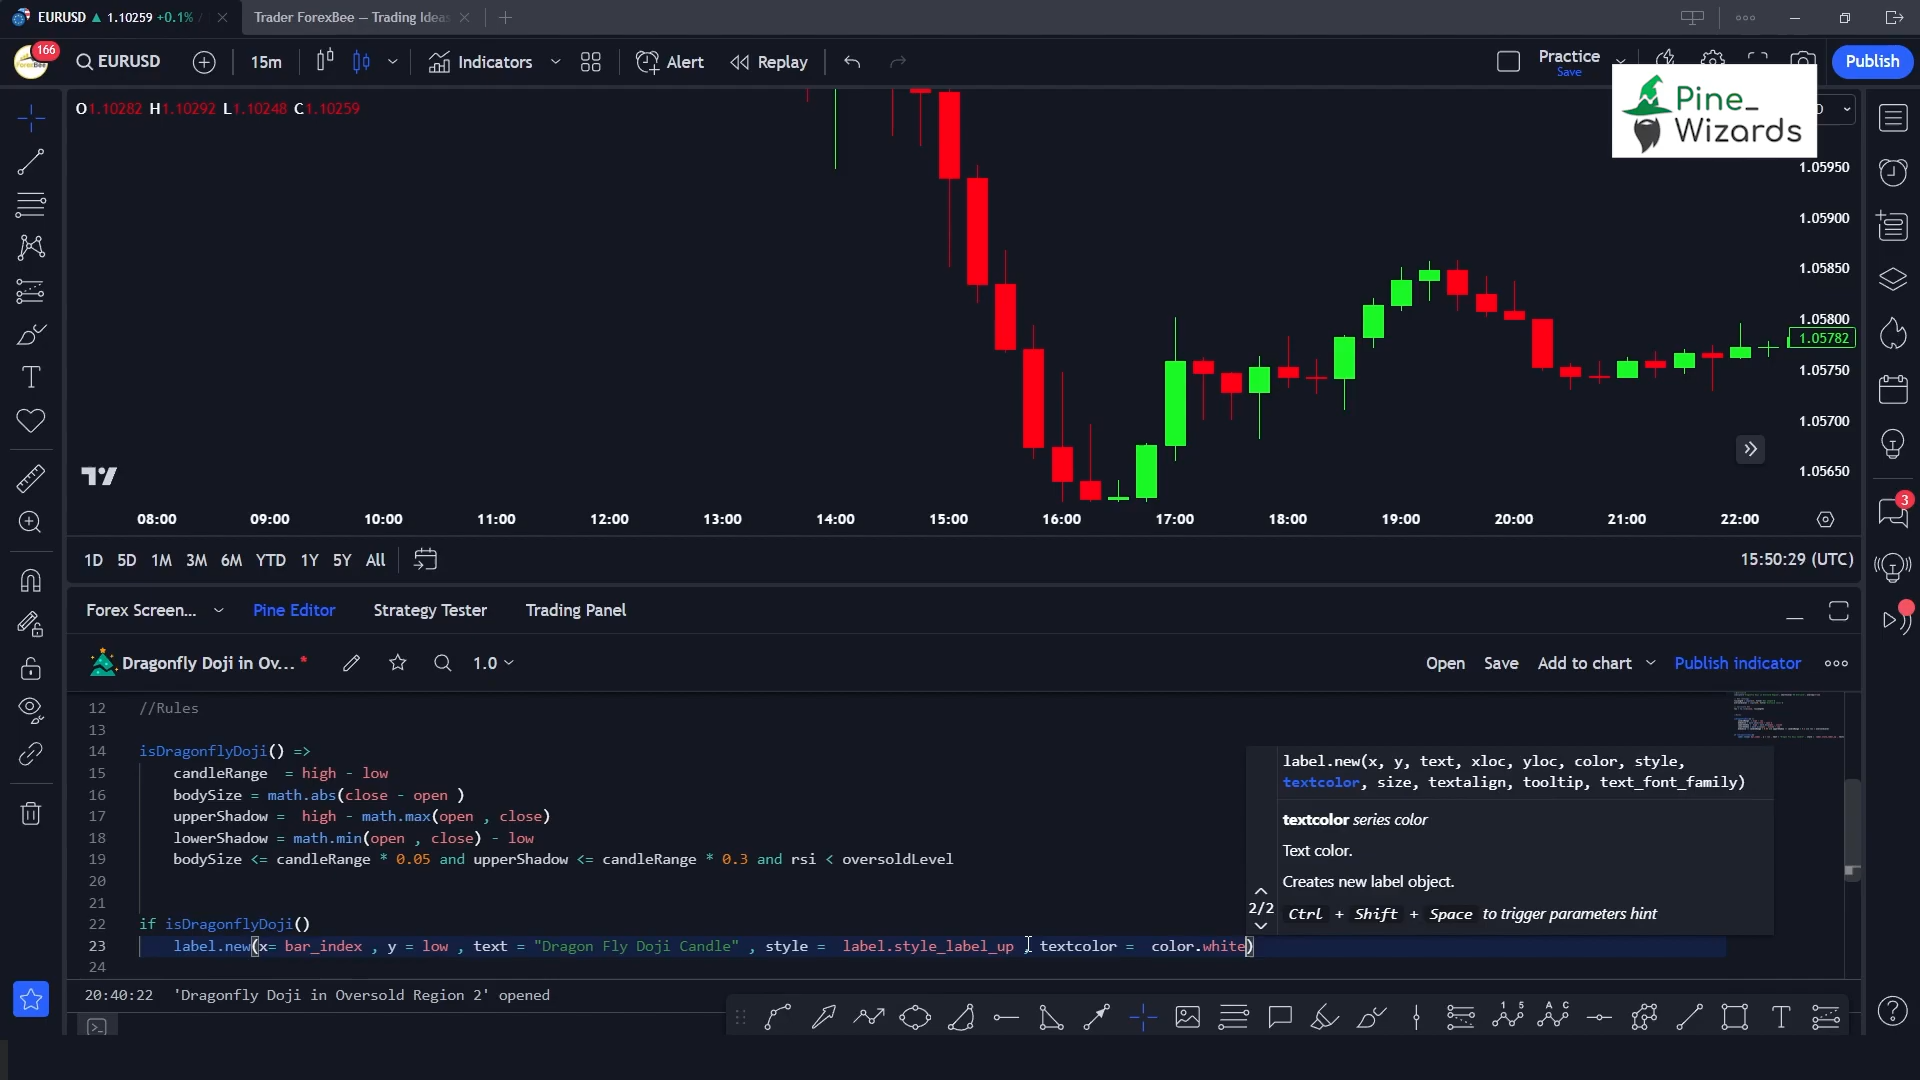 EURUSD ▲ 1.10259 +0.1% /
Trader ForexBee — Trading Ideas
166
EURUSD
15m
Indicators
Alert
Replay
Practice
Save
Publish
Pine_
Wizards
O1.10282 H1.10292 L1.10248 C1.10259
1.05950
1.05900
1.05850
1.05800
1.05782
1.05750
1.05700
1.05650
08:00 09:00 10:00 11:00 12:00 13:00 14:00 15:00 16:00 17:00 18:00 19:00 20:00 21:00 22:00
1D 5D 1M 3M 6M YTD 1Y 5Y All
15:50:29 (UTC)
3
Forex Screen... Pine Editor Strategy Tester Trading Panel
Dragonfly Doji in Ov... * 1.0
Open Save Add to chart Publish indicator
12 //Rules
13
14 isDragonflyDoji() =>
15 candleRange = high - low
16 bodySize = math.abs(close - open )
17 upperShadow = high - math.max(open , close)
18 lowerShadow = math.min(open , close) - low
19 bodySize <= candleRange * 0.05 and upperShadow <= candleRange * 0.3 and rsi < oversoldLevel
20
21
22 if isDragonflyDoji()
23 label.new(x= bar_index , y = low , text = "Dragon Fly Doji Candle" , style = label.style_label_up , textcolor = color.white)
24
label.new(x, y, text, xloc, yloc, color, style,
textcolor, size, textalign, tooltip, text_font_family)
textcolor series color
Text color.
Creates new label object.
2/2
Ctrl + Shift + Space to trigger parameters hint
20:40:22 'Dragonfly Doji in Oversold Region 2' opened